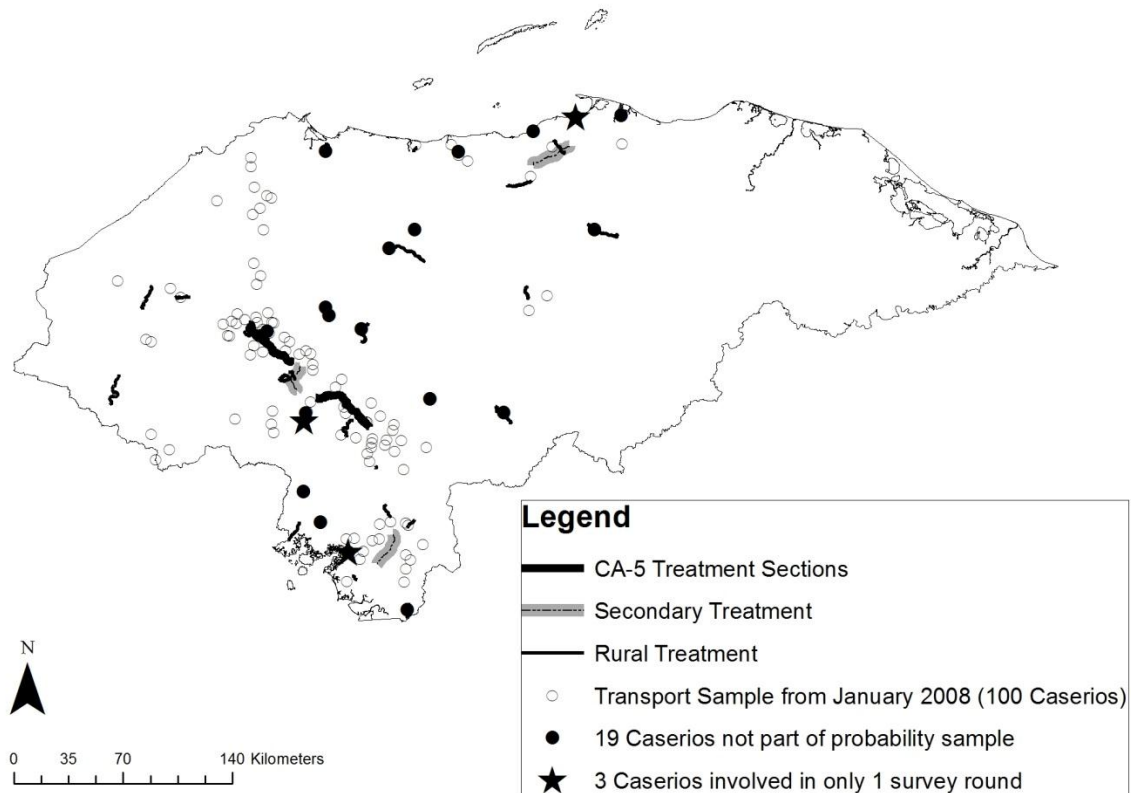 N
0 35 70 140 Kilometers
Legend
CA-5 Treatment Sections
Secondary Treatment
Rural Treatment
Transport Sample from January 2008 (100 Caserios)
19 Caserios not part of probability sample
3 Caserios involved in only 1 survey round